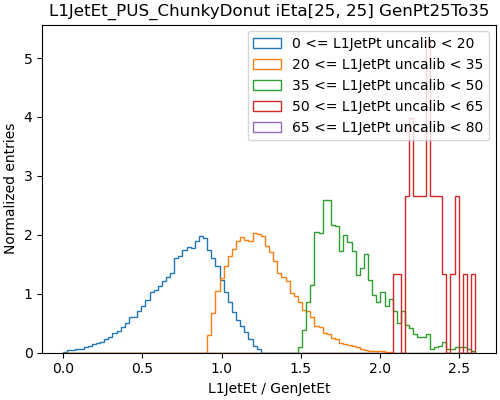 L1JetEt_PUS_ChunkyDonut iEta[25, 25] GenPt25To35
0 <= L1JetPt uncalib < 20
20 <= L1JetPt uncalib < 35
35 <= L1JetPt uncalib < 50
50 <= L1JetPt uncalib < 65
65 <= L1JetPt uncalib < 80
Normalized entries
5
4
3
2
1
0
0.0 0.5 1.0 1.5 2.0 2.5
L1JetEt / GenJetEt